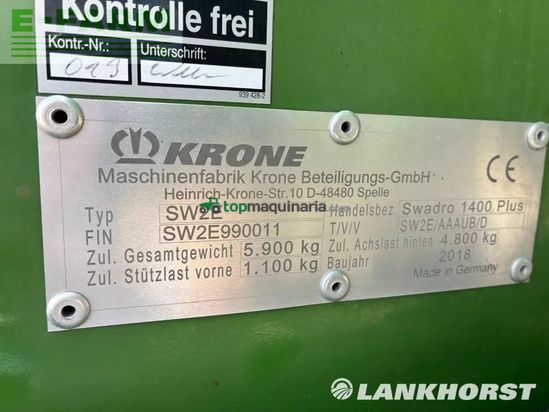 Kontrolle frei
Kontr.-Nr.: Unterschrift:
019
939 428-2
KRONE
Maschinenfabrik Krone Beteiligungs-GmbH
Heinrich-Krone-Str.10 D-48480 Spelle
CE
Typ SW2E Handelsbez. Swadro 1400 Plus
FIN SW2E990011 T/V/V SW2E/AAAUB/D
Zul. Gesamtgewicht 5.900 kg Zul. Achslast hinten 4.800 kg
Zul. Stützlast vorne 1.100 kg Baujahr 2018
Made in Germany
topmaquinaria.com
LANKHORST